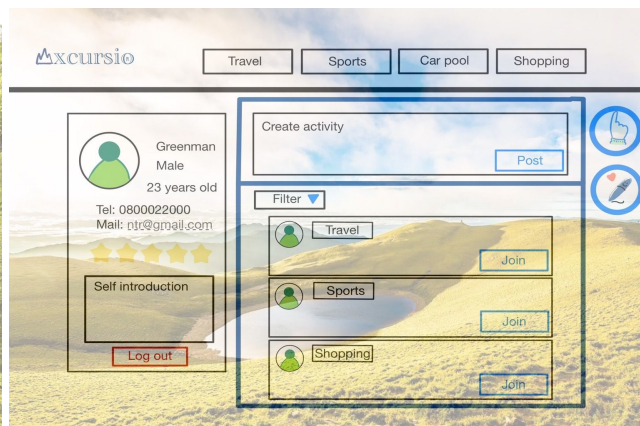 Axcursio
Travel
Sports
Car pool
Shopping
Greenman
Male
23 years old
Tel: 0800022000
Mail: ntr@gmail.com
Self introduction
Log out
Create activity
Post
Filter
Travel
Join
Sports
Join
Shopping
Join